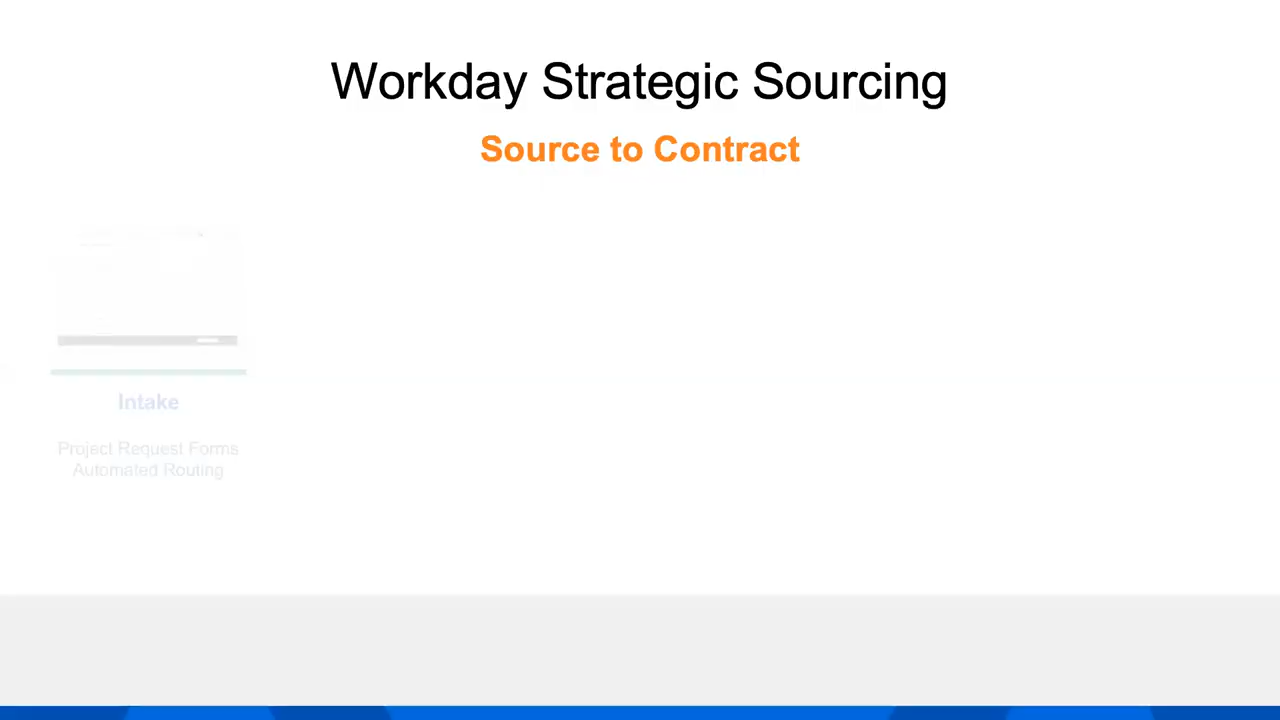 Workday Strategic Sourcing
Source to Contract
Intake
Project Request Forms
Automated Routing